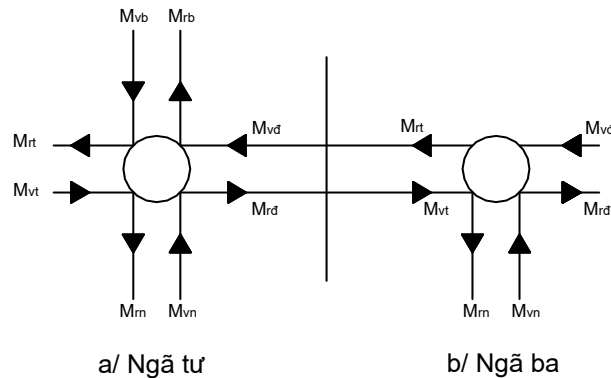 Mvb Mrb
Mrt Mvđ Mrt Mvđ
Mvt Mrđ Mvt Mrđ
Mrn Mvn Mrn Mvn
a/ Ngã tư b/ Ngã ba